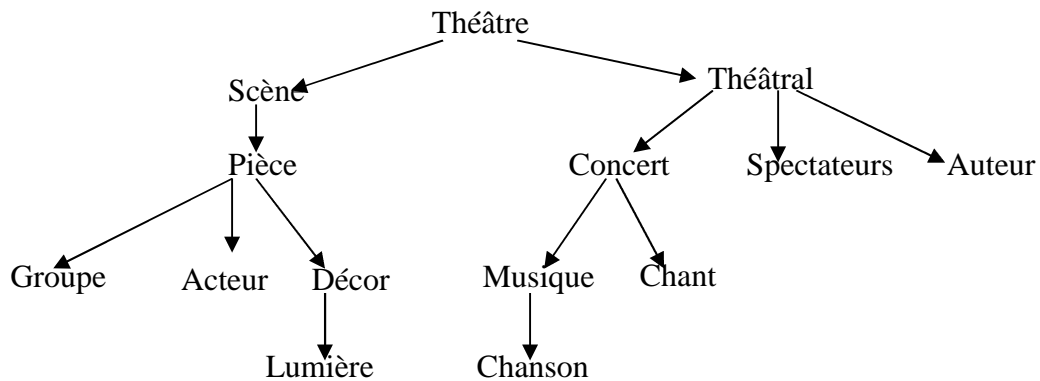 Théâtre
Scène Théâtral
Pièce Concert Spectateurs Auteur
Groupe Acteur Décor Musique Chant
Lumière Chanson